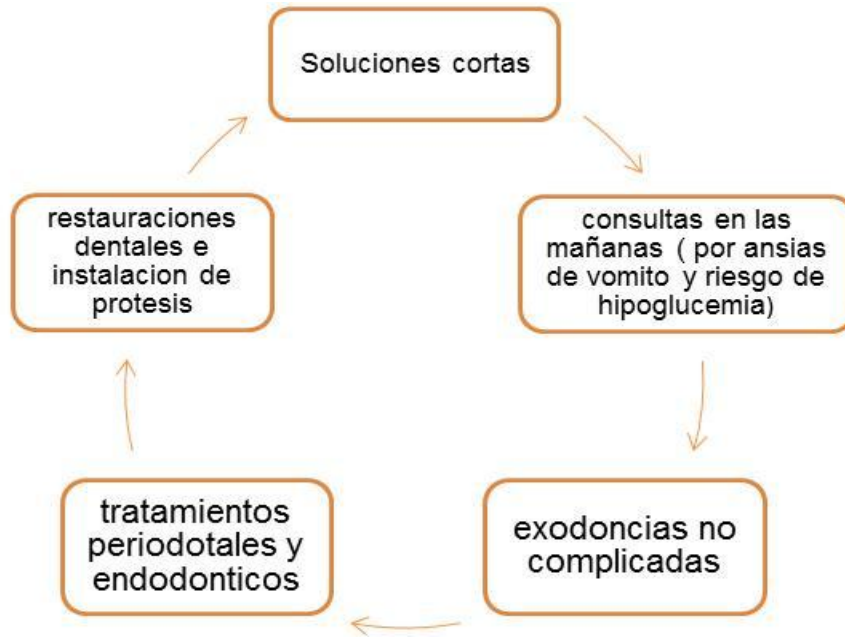 Soluciones cortas
consultas en las
mañanas ( por ansias
de vomito y riesgo de
hipoglucemia)
exodoncias no
complicadas
tratamientos
periodotales y
endodonticos
restauraciones
dentales e
instalacion de
protesis